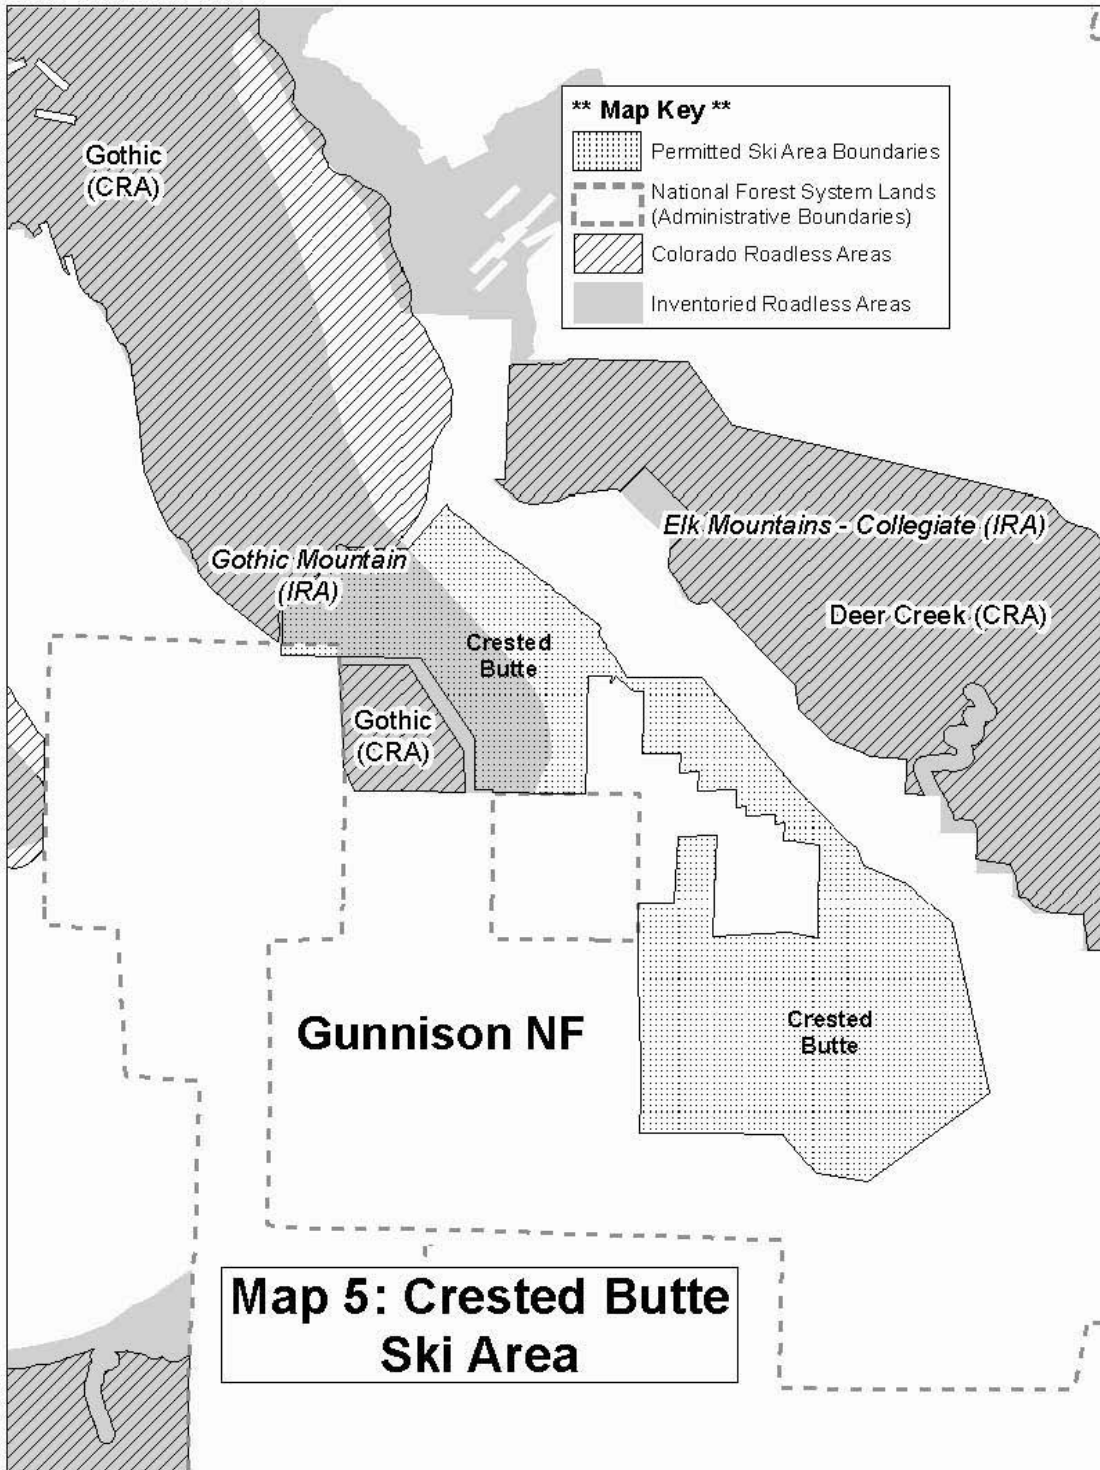 ** Map Key **
Permitted Ski Area Boundaries
National Forest System Lands
(Administrative Boundaries)
Colorado Roadless Areas
Inventoried Roadless Areas
Gothic
(CRA)
Elk Mountains - Collegiate (IRA)
Gothic Mountain
(IRA)
Deer Creek (CRA)
Crested
Butte
Gothic
(CRA)
Gunnison NF
Crested
Butte
Map 5: Crested Butte
Ski Area